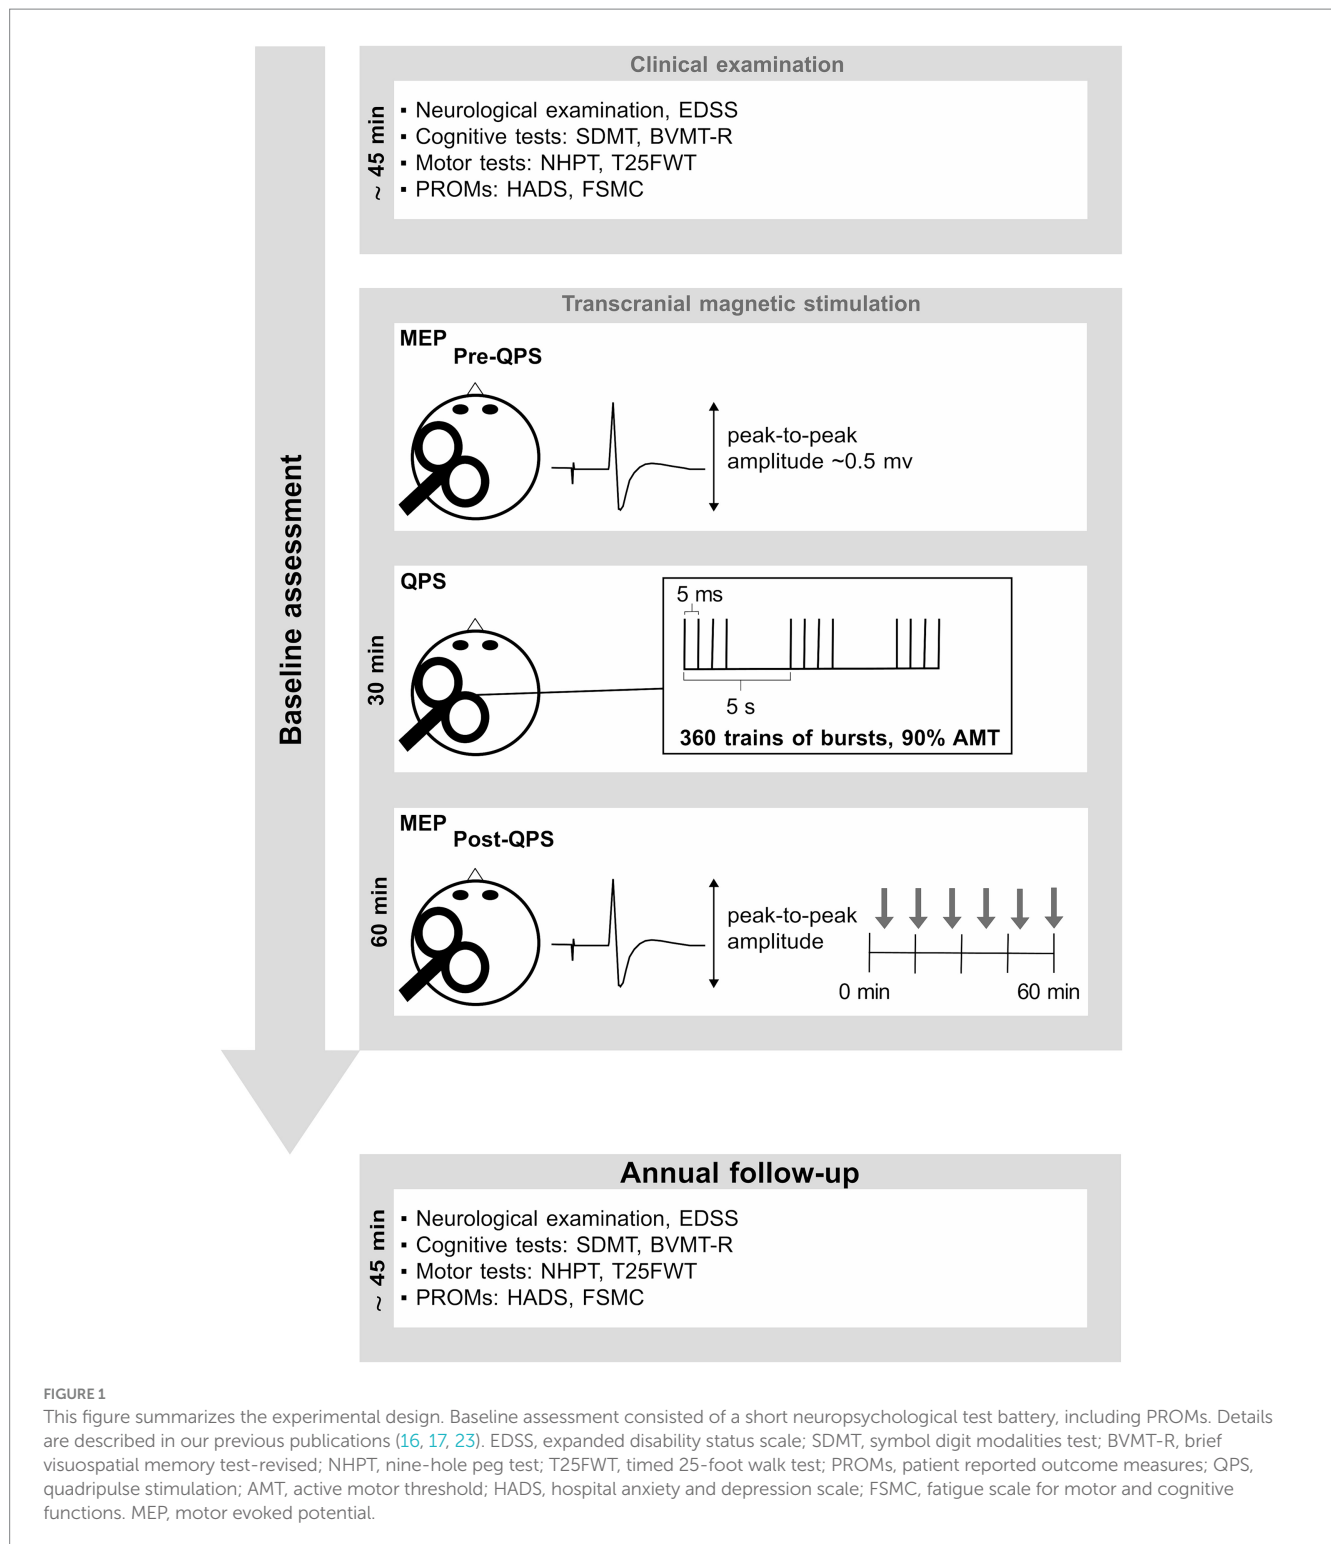 Clinical examination
~ 45 min
▪ Neurological examination, EDSS
▪ Cognitive tests: SDMT, BVMT-R
▪ Motor tests: NHPT, T25FWT
▪ PROMs: HADS, FSMC
Baseline assessment
Transcranial magnetic stimulation
MEP
Pre-QPS
peak-to-peak
amplitude ~0.5 mv
30 min
QPS
5 ms
5 s
360 trains of bursts, 90% AMT
60 min
MEP
Post-QPS
peak-to-peak
amplitude
0 min
60 min
Annual follow-up
~ 45 min
▪ Neurological examination, EDSS
▪ Cognitive tests: SDMT, BVMT-R
▪ Motor tests: NHPT, T25FWT
▪ PROMs: HADS, FSMC
FIGURE 1
This figure summarizes the experimental design. Baseline assessment consisted of a short neuropsychological test battery, including PROMs. Details
are described in our previous publications (16, 17, 23). EDSS, expanded disability status scale; SDMT, symbol digit modalities test; BVMT-R, brief
visuospatial memory test-revised; NHPT, nine-hole peg test; T25FWT, timed 25-foot walk test; PROMs, patient reported outcome measures; QPS,
quadripulse stimulation; AMT, active motor threshold; HADS, hospital anxiety and depression scale; FSMC, fatigue scale for motor and cognitive
functions. MEP, motor evoked potential.